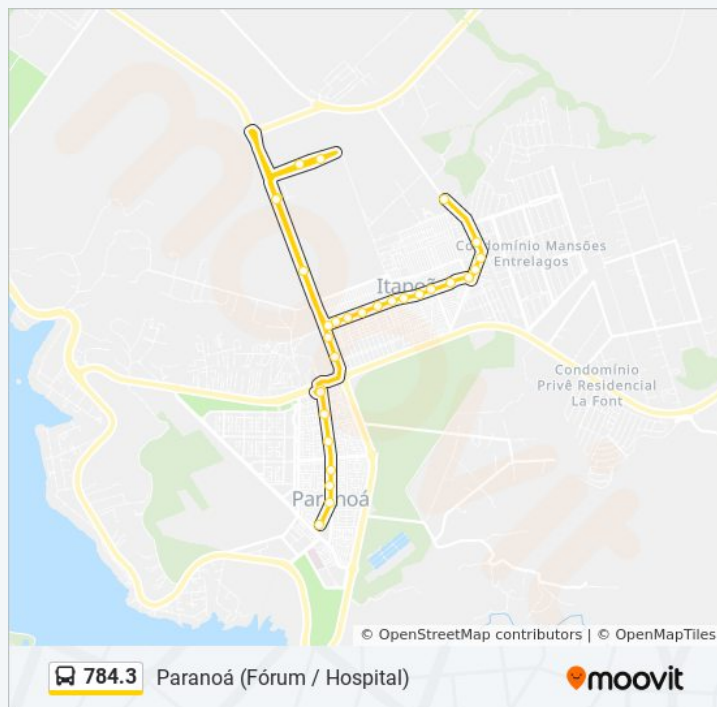 Condomínio Mansões
Entrelagos
Itapoã
Condomínio
Privê Residencial
La Font
Paranoá
© OpenStreetMap contributors | © OpenMapTiles
784.3 Paranoá (Fórum / Hospital)
moovit